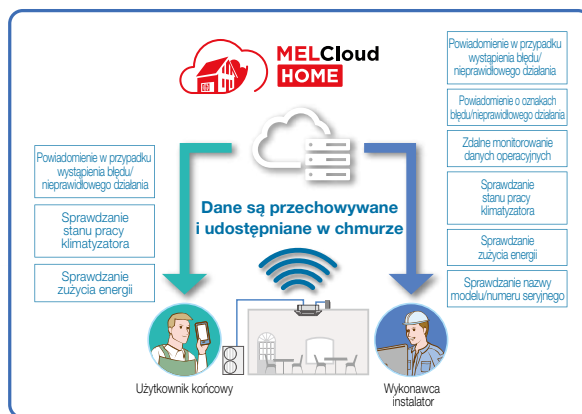 MELCloud
HOME
Powiadomienie w przypadku
wystąpienia błędu/
nieprawidłowego działania
Sprawdzanie
stanu pracy
klimatyzatora
Sprawdzanie
zużycia energii
Dane są przechowywane
i udostępniane w chmurze
Powiadomienie w przypadku
wystąpienia błędu/
nieprawidłowego działania
Powiadomienie o oznakach
błędu/nieprawidłowego działania
Zdalne monitorowanie
danych operacyjnych
Sprawdzanie
stanu pracy
klimatyzatora
Sprawdzanie
zużycia energii
Sprawdzanie nazwy
modelu/numeru seryjnego
Użytkownik końcowy
Wykonawca
instalator